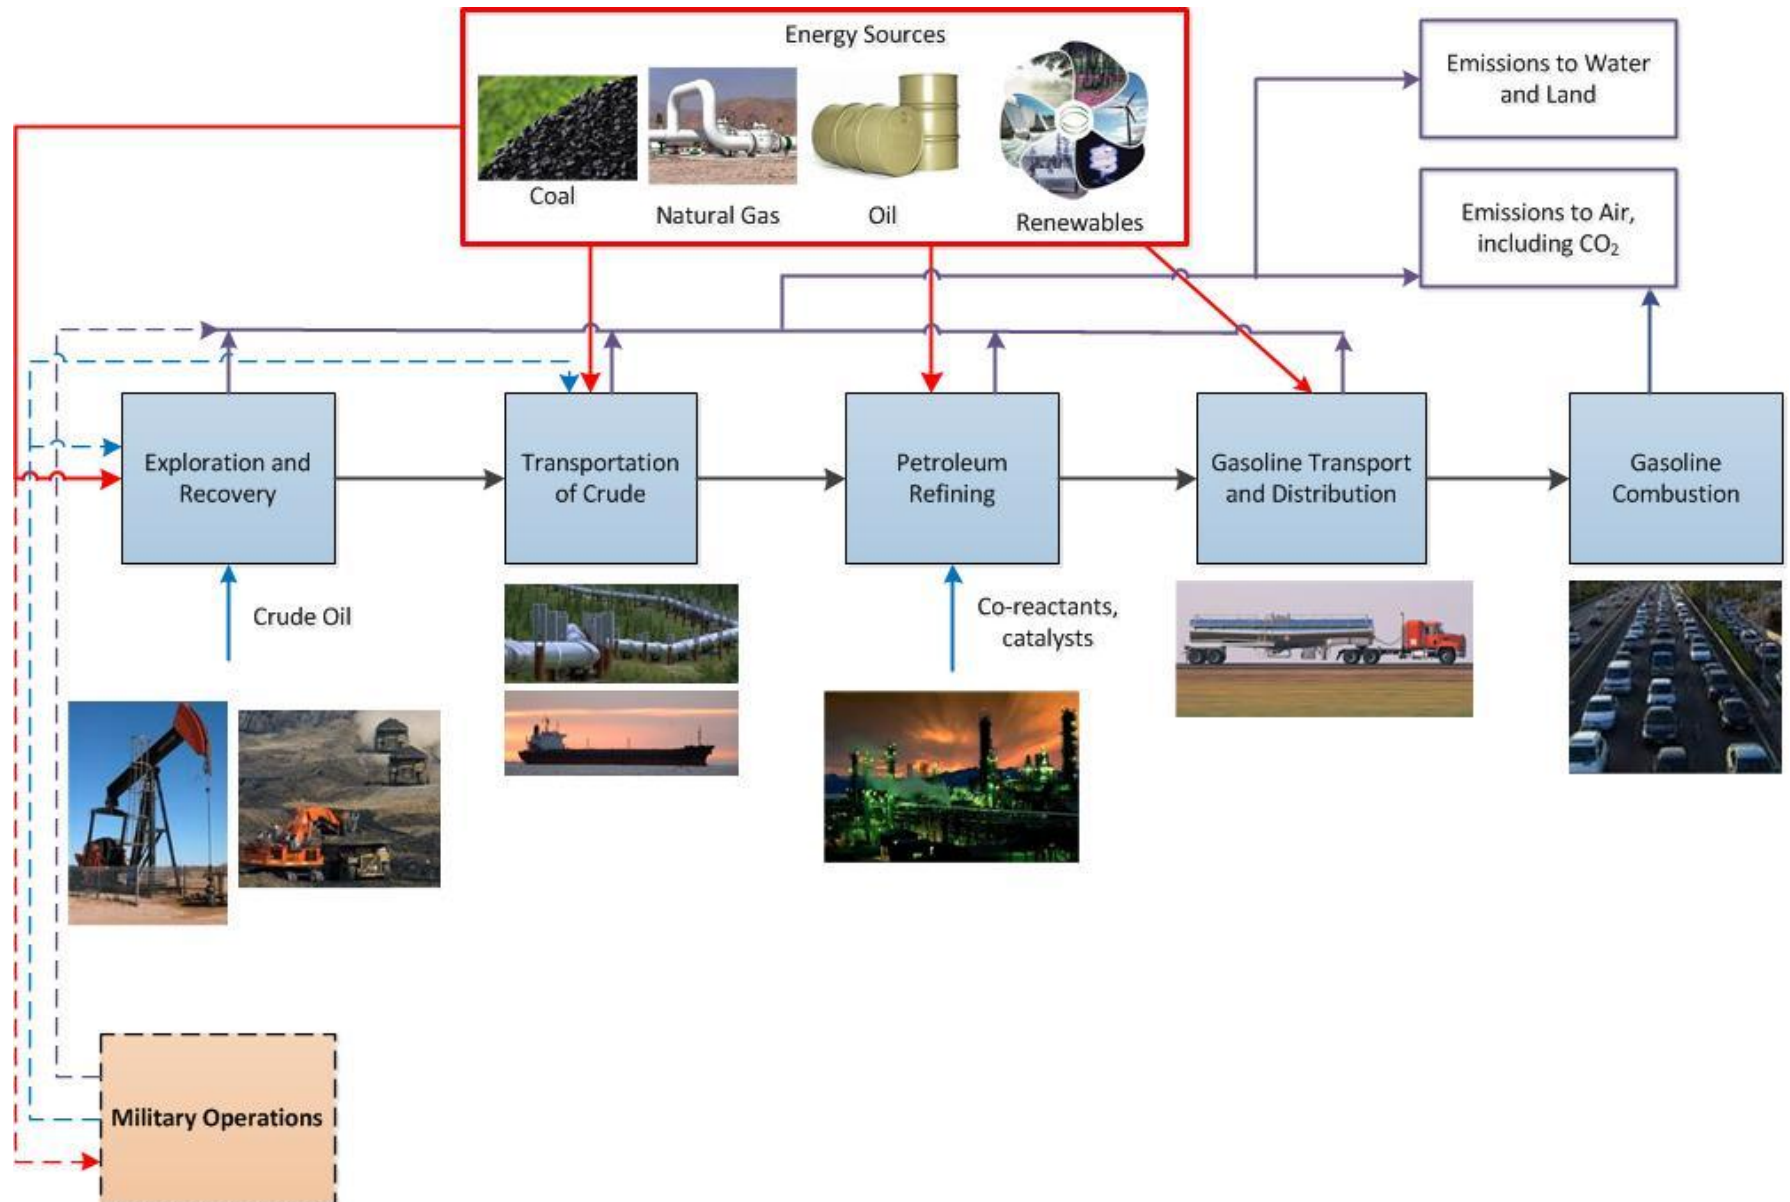 Energy Sources
Coal
Natural Gas
Oil
Renewables
Emissions to Water
and Land
Emissions to Air,
including CO₂
Exploration and
Recovery
Transportation
of Crude
Petroleum
Refining
Gasoline Transport
and Distribution
Gasoline
Combustion
Crude Oil
Co-reactants,
catalysts
Military Operations